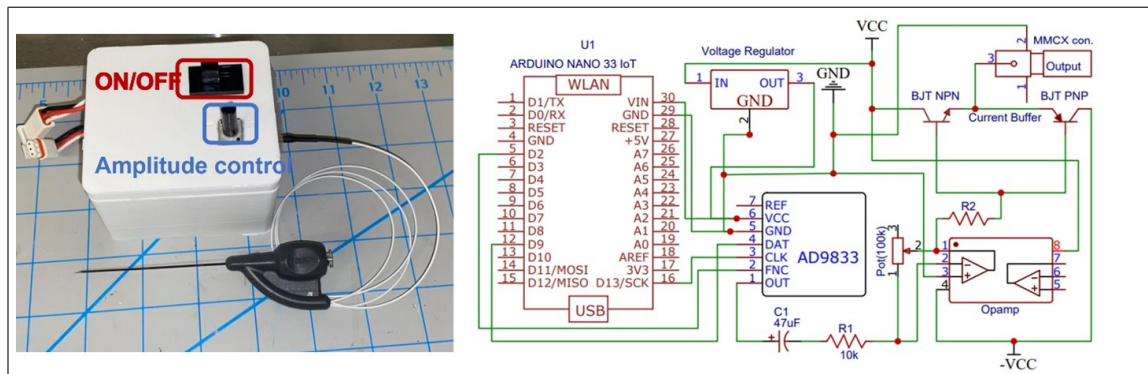 ON/OFF
Amplitude control
5
10
11
12
13
U1
ARDUINO NANO 33 IoT
WLAN
1 D1/TX
2 D0/RX
3 RESET
4 GND
5 D2
6 D3
7 D4
8 D5
9 D6
10 D7
11 D8
12 D9
13 D10
14 D11/MOSI
15 D12/MISO
VIN 30
GND 29
RESET 28
+5V 27
A7 26
A6 25
A5 24
A4 23
A3 22
A2 21
A1 20
A0 19
AREF 18
3V3 17
D13/SCK 16
USB
Voltage Regulator
1 IN OUT 3
GND
2
VCC
GND
MMCX con.
2
3
Output
1
BJT NPN
BJT PNP
Current Buffer
7 REF
6 VCC
5 GND
4 DAT
3 CLK
2 FNC
1 OUT
AD9833
C1
47uF
+
R1
10k
Pot(100k)
3
2
1
R2
1
2
3
4
8
7
6
5
-
+
-
+
Opamp
-VCC